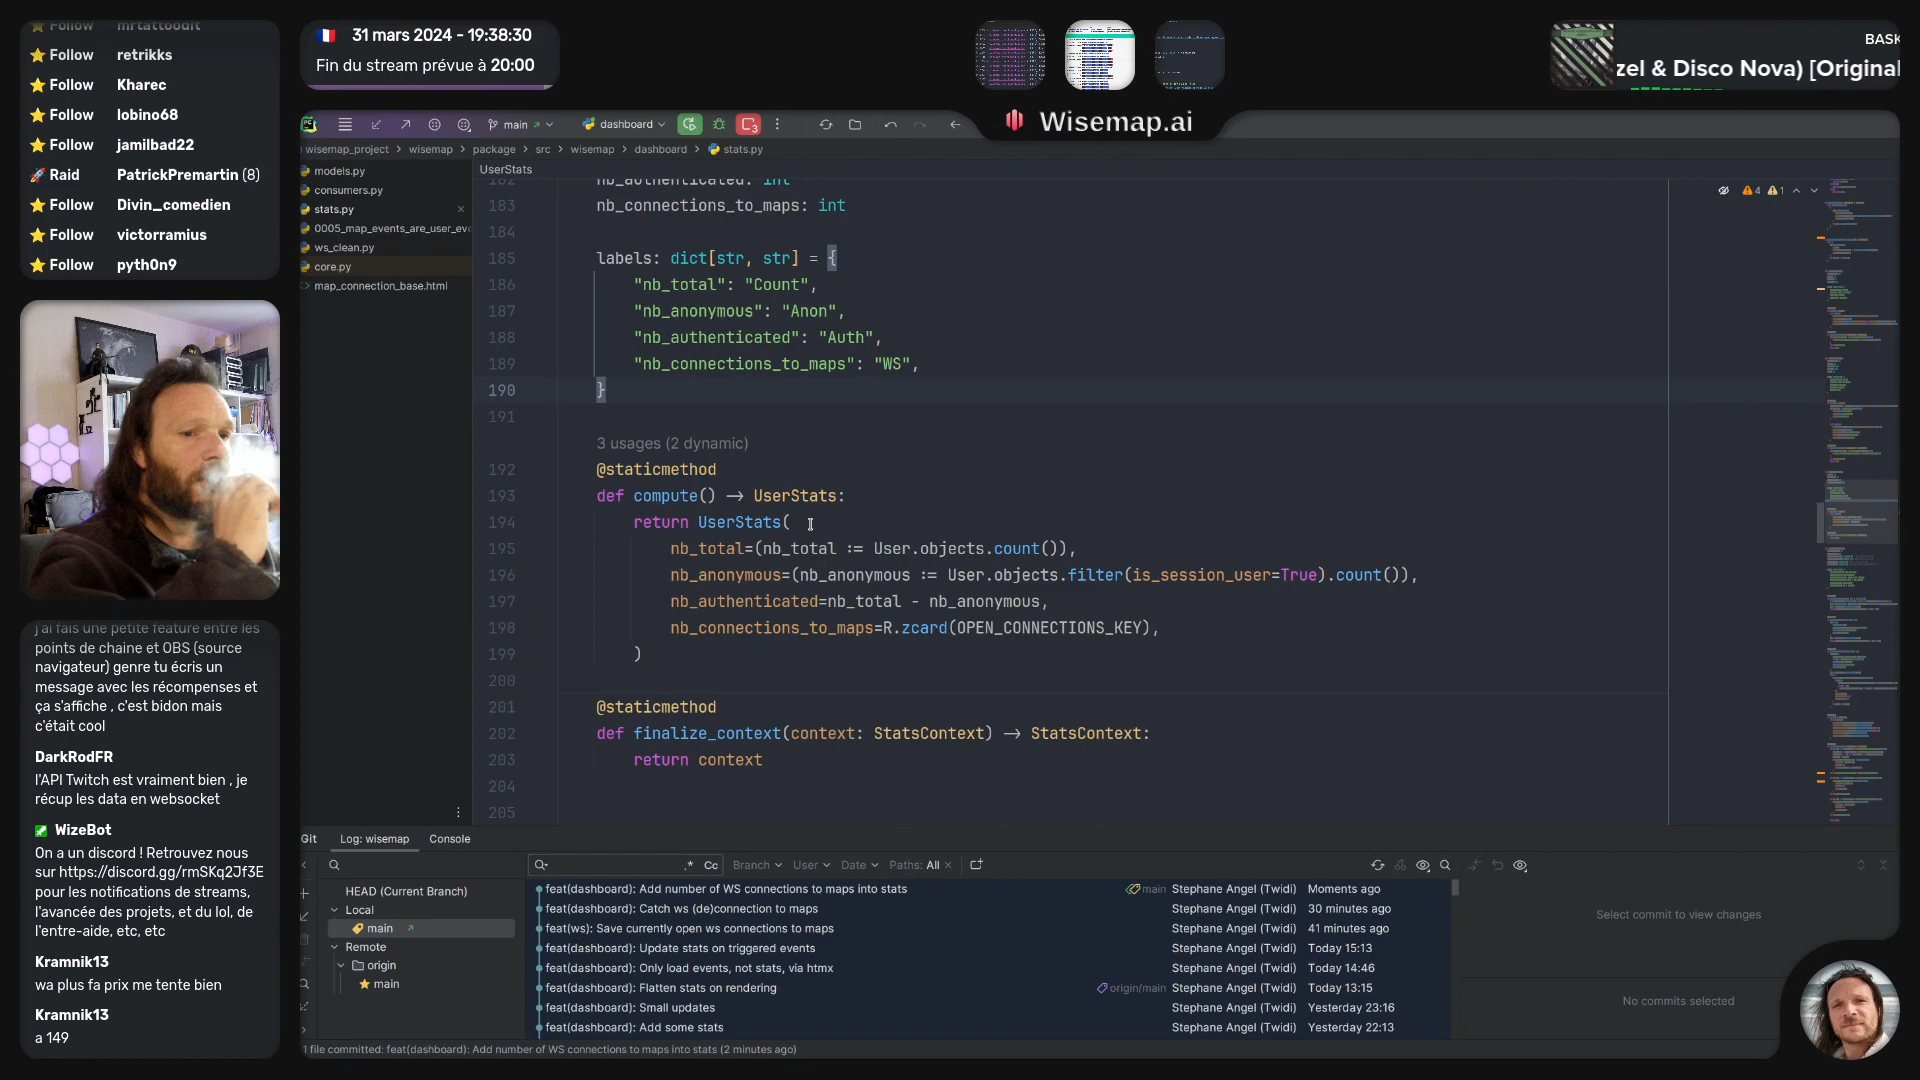 Follow mrtattoodit
Follow retrikks
Follow Kharec
Follow lobino68
Follow jamilbad22
Raid PatrickPremartin (8)
Follow Divin_comedien
Follow victorramius
Follow pyth0n9
31 mars 2024 - 19:38:30
Fin du stream prévue à 20:00
BASK
zel & Disco Nova) [Original
Wisemap.ai
main
dashboard
3
wisemap_project > wisemap > package > src > wisemap > dashboard > stats.py
models.py
consumers.py
stats.py
0005_map_events_are_user_eve
ws_clean.py
core.py
map_connection_base.html
UserStats
4 1
182 nb_authenticated: int
183 nb_connections_to_maps: int
184
185 labels: dict[str, str] = {
186 "nb_total": "Count",
187 "nb_anonymous": "Anon",
188 "nb_authenticated": "Auth",
189 "nb_connections_to_maps": "WS",
190 }
191
3 usages (2 dynamic)
192 @staticmethod
193 def compute() -> UserStats:
194 return UserStats(
195 nb_total=(nb_total := User.objects.count()),
196 nb_anonymous=(nb_anonymous := User.objects.filter(is_session_user=True).count()),
197 nb_authenticated=nb_total - nb_anonymous,
198 nb_connections_to_maps=R.zcard(OPEN_CONNECTIONS_KEY),
199 )
200
201 @staticmethod
202 def finalize_context(context: StatsContext) -> StatsContext:
203 return context
204
205
j'ai fais une petite feature entre les
points de chaine et OBS (source
navigateur) genre tu écris un
message avec les récompenses et
ça s'affiche , c'est bidon mais
c'était cool
DarkRodFR
l'API Twitch est vraiment bien , je
récup les data en websocket
WizeBot
On a un discord ! Retrouvez nous
sur https://discord.gg/rmSKq2Jf3E
pour les notifications de streams,
l'avancée des projets, et du lol, de
l'entre-aide, etc, etc
Kramnik13
wa plus fa prix me tente bien
Kramnik13
a 149
Git Log: wisemap Console
.* Cc Branch User Date Paths: All
HEAD (Current Branch)
Local
main
Remote
origin
main
feat(dashboard): Add number of WS connections to maps into stats main Stephane Angel (Twidi) Moments ago
feat(dashboard): Catch ws (de)connection to maps Stephane Angel (Twidi) 30 minutes ago
feat(ws): Save currently open ws connections to maps Stephane Angel (Twidi) 41 minutes ago
feat(dashboard): Update stats on triggered events Stephane Angel (Twidi) Today 15:13
feat(dashboard): Only load events, not stats, via htmx Stephane Angel (Twidi) Today 14:46
feat(dashboard): Flatten stats on rendering origin/main Stephane Angel (Twidi) Today 13:15
feat(dashboard): Small updates Stephane Angel (Twidi) Yesterday 23:16
feat(dashboard): Add some stats Stephane Angel (Twidi) Yesterday 22:13
Select commit to view changes
No commits selected
1 file committed: feat(dashboard): Add number of WS connections to maps into stats (2 minutes ago)